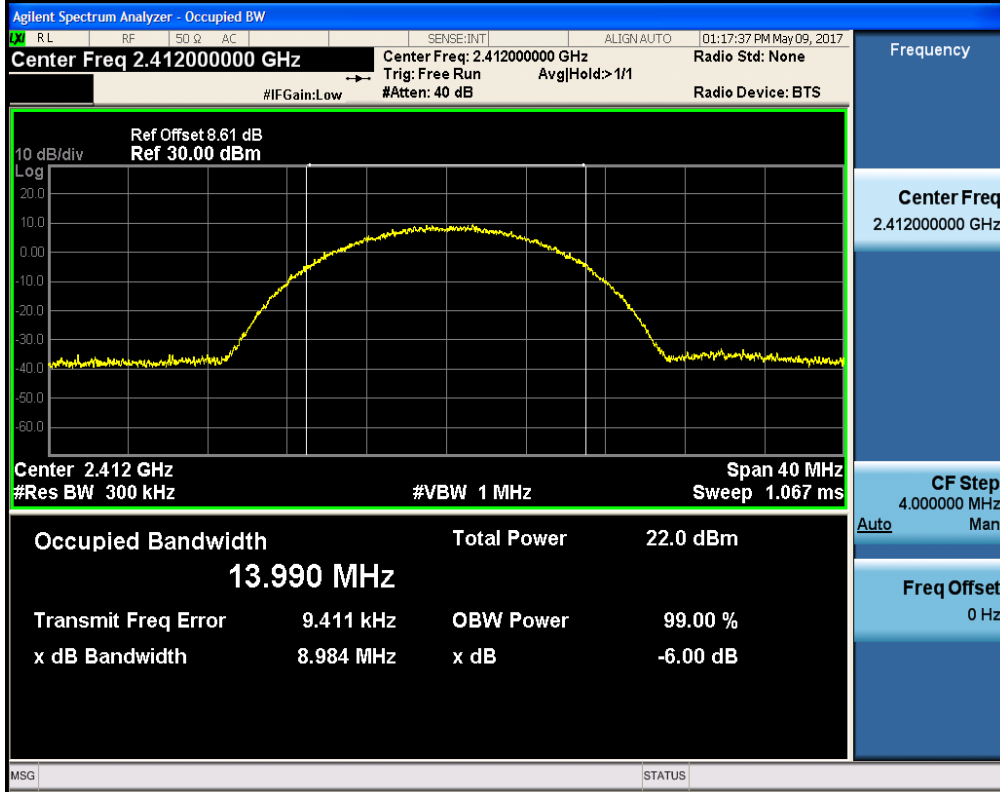 Agilent Spectrum Analyzer - Occupied BW
LXI RL RF 50 Ω AC SENSE:INT ALIGN AUTO 01:17:37 PM May 09, 2017
Center Freq 2.412000000 GHz
Center Freq: 2.412000000 GHz Radio Std: None
Trig: Free Run Avg|Hold:>1/1
#IFGain:Low #Atten: 40 dB Radio Device: BTS
Frequency
Ref Offset 8.61 dB
10 dB/div Ref 30.00 dBm
Log
20.0
10.0
0.00
-10.0
-20.0
-30.0
-40.0
-50.0
-60.0
Center 2.412 GHz Span 40 MHz
#Res BW 300 kHz #VBW 1 MHz Sweep 1.067 ms
Center Freq
2.412000000 GHz
CF Step
4.000000 MHz
Auto Man
Freq Offset
0 Hz
Occupied Bandwidth Total Power 22.0 dBm
13.990 MHz
Transmit Freq Error 9.411 kHz OBW Power 99.00 %
x dB Bandwidth 8.984 MHz x dB -6.00 dB
MSG STATUS